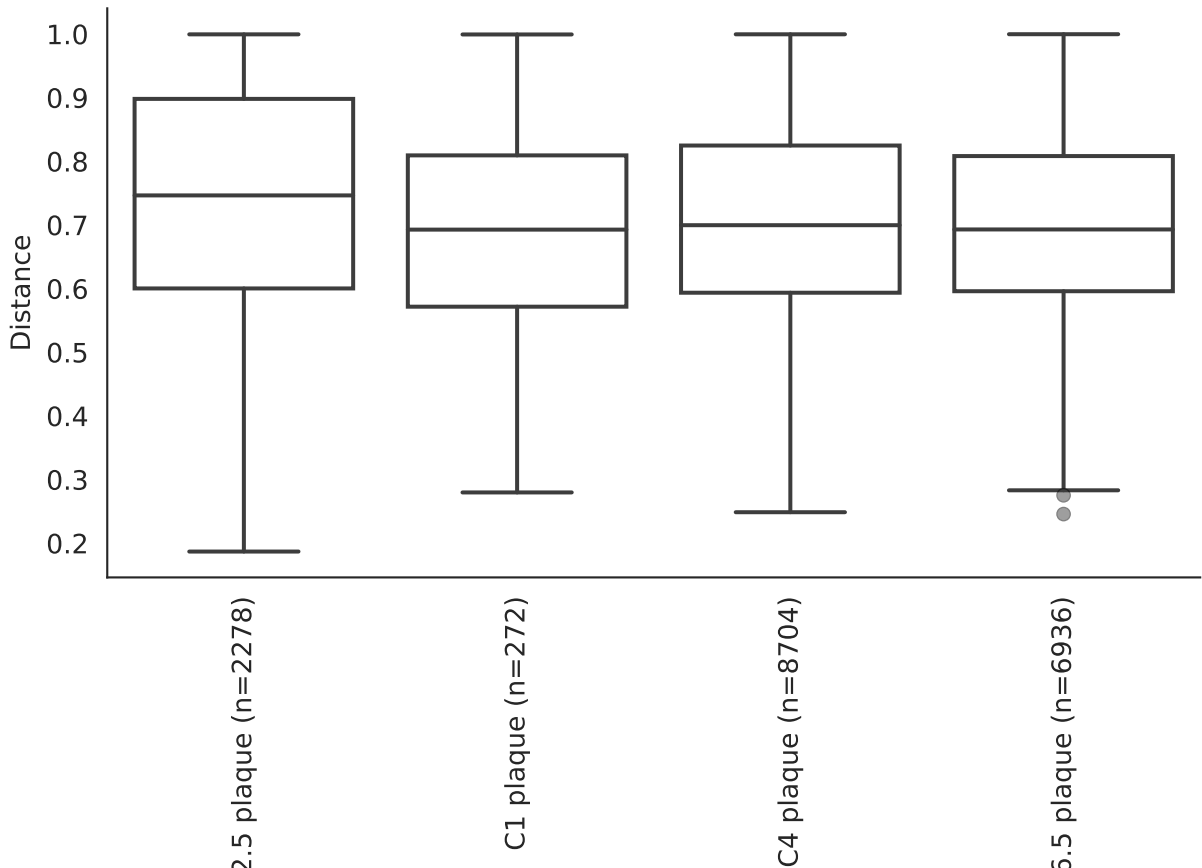 1.0
0.9
0.8
0.7
0.6
0.5
0.4
0.3
0.2
Distance
2.5 plaque (n=2278)
C1 plaque (n=272)
C4 plaque (n=8704)
6.5 plaque (n=6936)